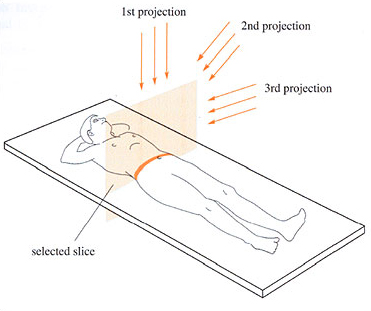 1st projection
2nd projection
3rd projection
selected slice